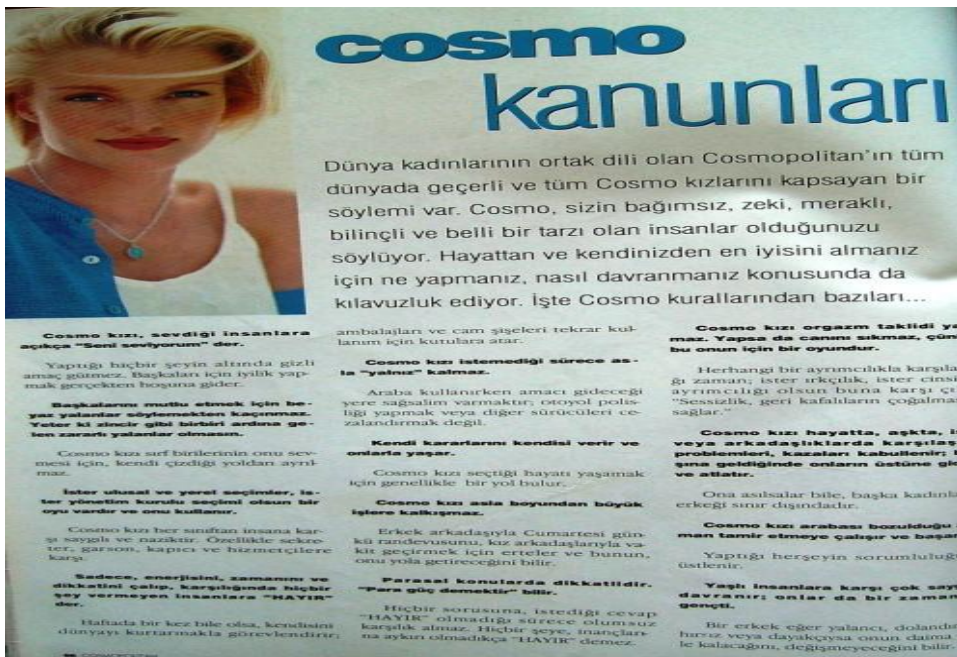 cosmo
kanunları
Dünya kadınlarının ortak dili olan Cosmopolitan'ın tüm
dünyada geçerli ve tüm Cosmo kızlarını kapsayan bir
söylemi var. Cosmo, sizin bağımsız, zeki, meraklı,
bilinçli ve belli bir tarzı olan insanlar olduğunuzu
söylüyor. Hayattan ve kendinizden en iyisini almanız
için ne yapmanız, nasıl davranmanız konusunda da
kılavuzluk ediyor. İşte Cosmo kurallarından bazıları...
Cosmo kızı, sevdiği insanlara
açıkça "Seni seviyorum" der.
Yaptığı hiçbir şeyin altında gizli
amaç gütmez. Başkaları için iyilik yap-
mak gerçekten hoşuna gider.
Başkalarını mutlu etmek için be-
yaz yalanlar söylemekten kaçınmaz.
Yeter ki zincir gibi birbiri ardına ge-
len zararlı yalanlar olmasın.
Cosmo kızı sırf birilerinin onu sev-
mesi için, kendi çizdiği yoldan ayrıl-
maz.
İster ulusal ve yerel seçimler, is-
ter yönetim kurulu seçimi olsun bir
oyu vardır ve onu kullanır.
Cosmo kızı her sınıftan insana kar-
şı saygılı ve naziktir. Özellikle sekre-
ter, garson, kapıcı ve hizmetçilere
karşı.
Sadece, enerjisini, zamanını ve
dikkatini çalıp, karşılığında hiçbir
şey vermeyen insanlara "HAYIR"
der.
Haftada bir kez bile olsa, kendisini
dünyayı kurtarmakla görevlendirir;
ambalajları ve cam şişeleri tekrar kul-
lanım için kutulara atar.
Cosmo kızı istemediği sürece as-
la "yalnız" kalmaz.
Araba kullanırken amacı gideceği
yere sağsalim varmaktır; otoyol polis-
liği yapmak veya diğer sürücüleri ce-
zalandırmak değil.
Kendi kararlarını kendisi verir ve
onlarla yaşar.
Cosmo kızı seçtiği hayatı yaşamak
için genellikle bir yol bulur.
Cosmo kızı asla boyundan büyük
işlere kalkışmaz.
Erkek arkadaşıyla Cumartesi gün-
kü randevusunu, kız arkadaşlarıyla va-
kit geçirmek için erteler ve bunun,
onu yola getireceğini bilir.
Parasal konularda dikkatlidir.
"Para güç demektir" bilir.
Hiçbir sorusuna, istediği cevap
"HAYIR" olmadığı sürece olumsuz
karşılık almaz. Hiçbir şeye, inançları-
na aykırı olmadıkça "HAYIR" demez.
Cosmo kızı orgazm taklidi ya
maz. Yapsa da canını sıkmaz, çün
bu onun için bir oyundur.
Herhangi bir ayrımcılıkla karşıla
ğı zaman; ister ırkçılık, ister cinsi
ayrımcılığı olsun buna karşı çı
"Sessizlik, geri kafalıların çoğalma
sağlar."
Cosmo kızı hayatta, aşkta, i
veya arkadaşlıklarda karşılaş
problemleri, kazaları kabullenir;
şına geldiğinde onların üstüne gi
ve atlatır.
Ona asılsalar bile, başka kadınla
erkeği sınır dışındadır.
Cosmo kızı arabası bozulduğu
man tamir etmeye çalışır ve başar
Yaptığı herşeyin sorumluluğu
üstlenir.
Yaşlı insanlara karşı çok say
davranır; onlar da bir zaman
gençti.
Bir erkek eğer yalancı, dolandı
hırsız veya dayakçıysa onun daima
le kalacağını, değişmeyeceğini bilir.